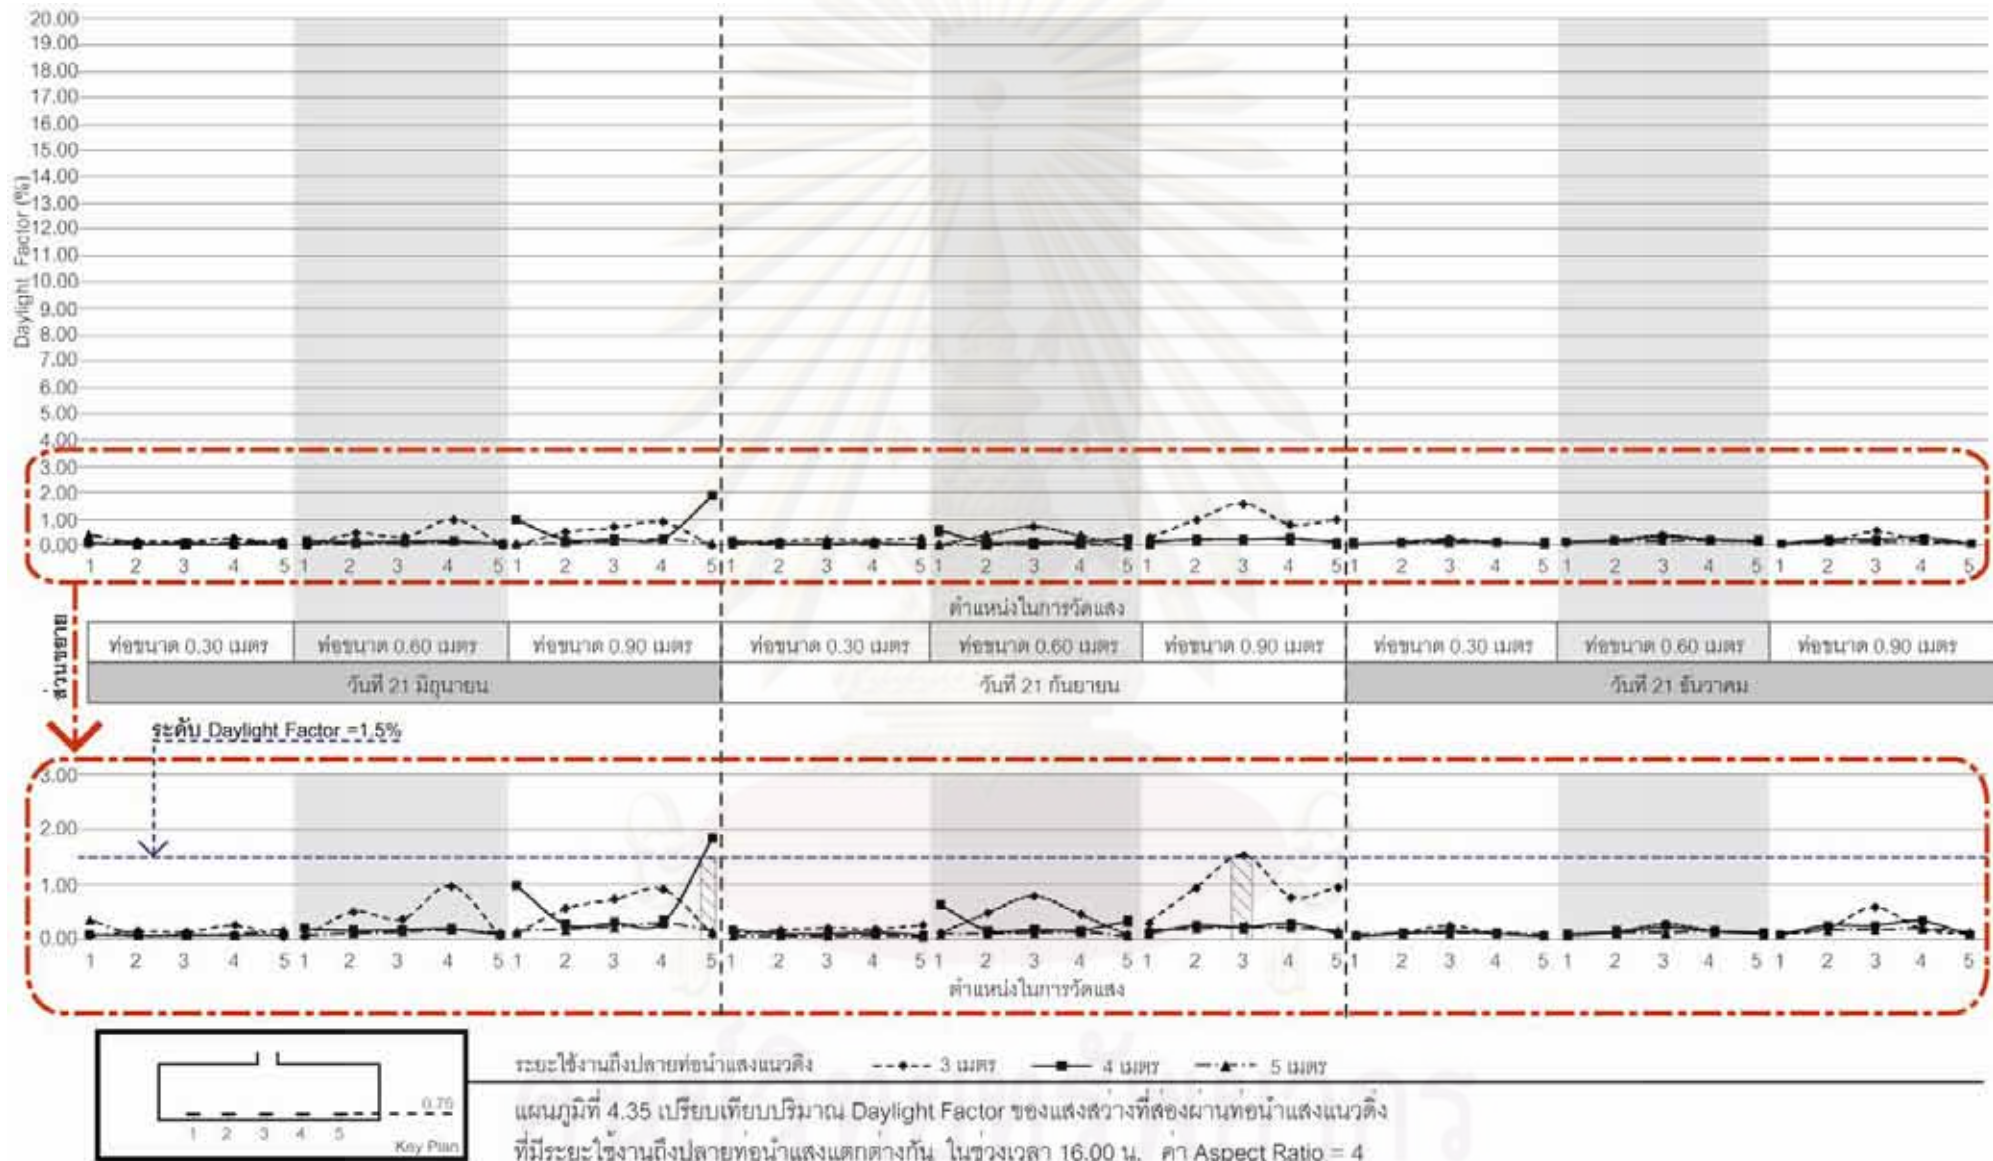 20.00
19.00
18.00
17.00
16.00
15.00
14.00
13.00
12.00
11.00
10.00
9.00
8.00
7.00
6.00
5.00
4.00
3.00
2.00
1.00
0.00
Daylight Factor (%)
1 2 3 4 5 1 2 3 4 5 1 2 3 4 5 1 2 3 4 5 1 2 3 4 5 1 2 3 4 5 1 2 3 4 5 1 2 3 4 5 1 2 3 4 5
ตำแหน่งในการวัดแสง
ท่อขนาด 0.30 เมตร ท่อขนาด 0.60 เมตร ท่อขนาด 0.90 เมตร ท่อขนาด 0.30 เมตร ท่อขนาด 0.60 เมตร ท่อขนาด 0.90 เมตร ท่อขนาด 0.30 เมตร ท่อขนาด 0.60 เมตร ท่อขนาด 0.90 เมตร
วันที่ 21 มิถุนายน วันที่ 21 กันยายน วันที่ 21 ธันวาคม
ส่วนขยาย
ระดับ Daylight Factor =1.5%
3.00
2.00
1.00
0.00
1 2 3 4 5 1 2 3 4 5 1 2 3 4 5 1 2 3 4 5 1 2 3 4 5 1 2 3 4 5 1 2 3 4 5 1 2 3 4 5 1 2 3 4 5
ตำแหน่งในการวัดแสง
0.75
1 2 3 4 5
Key Plan
ระยะใช้งานถึงปลายท่อนำแสงแนวดิ่ง 3 เมตร 4 เมตร 5 เมตร
แผนภูมิที่ 4.35 เปรียบเทียบปริมาณ Daylight Factor ของแสงสว่างที่ส่องผ่านท่อนำแสงแนวดิ่ง
ที่มีระยะใช้งานถึงปลายท่อนำแสงแตกต่างกัน ในช่วงเวลา 16.00 น. ค่า Aspect Ratio = 4